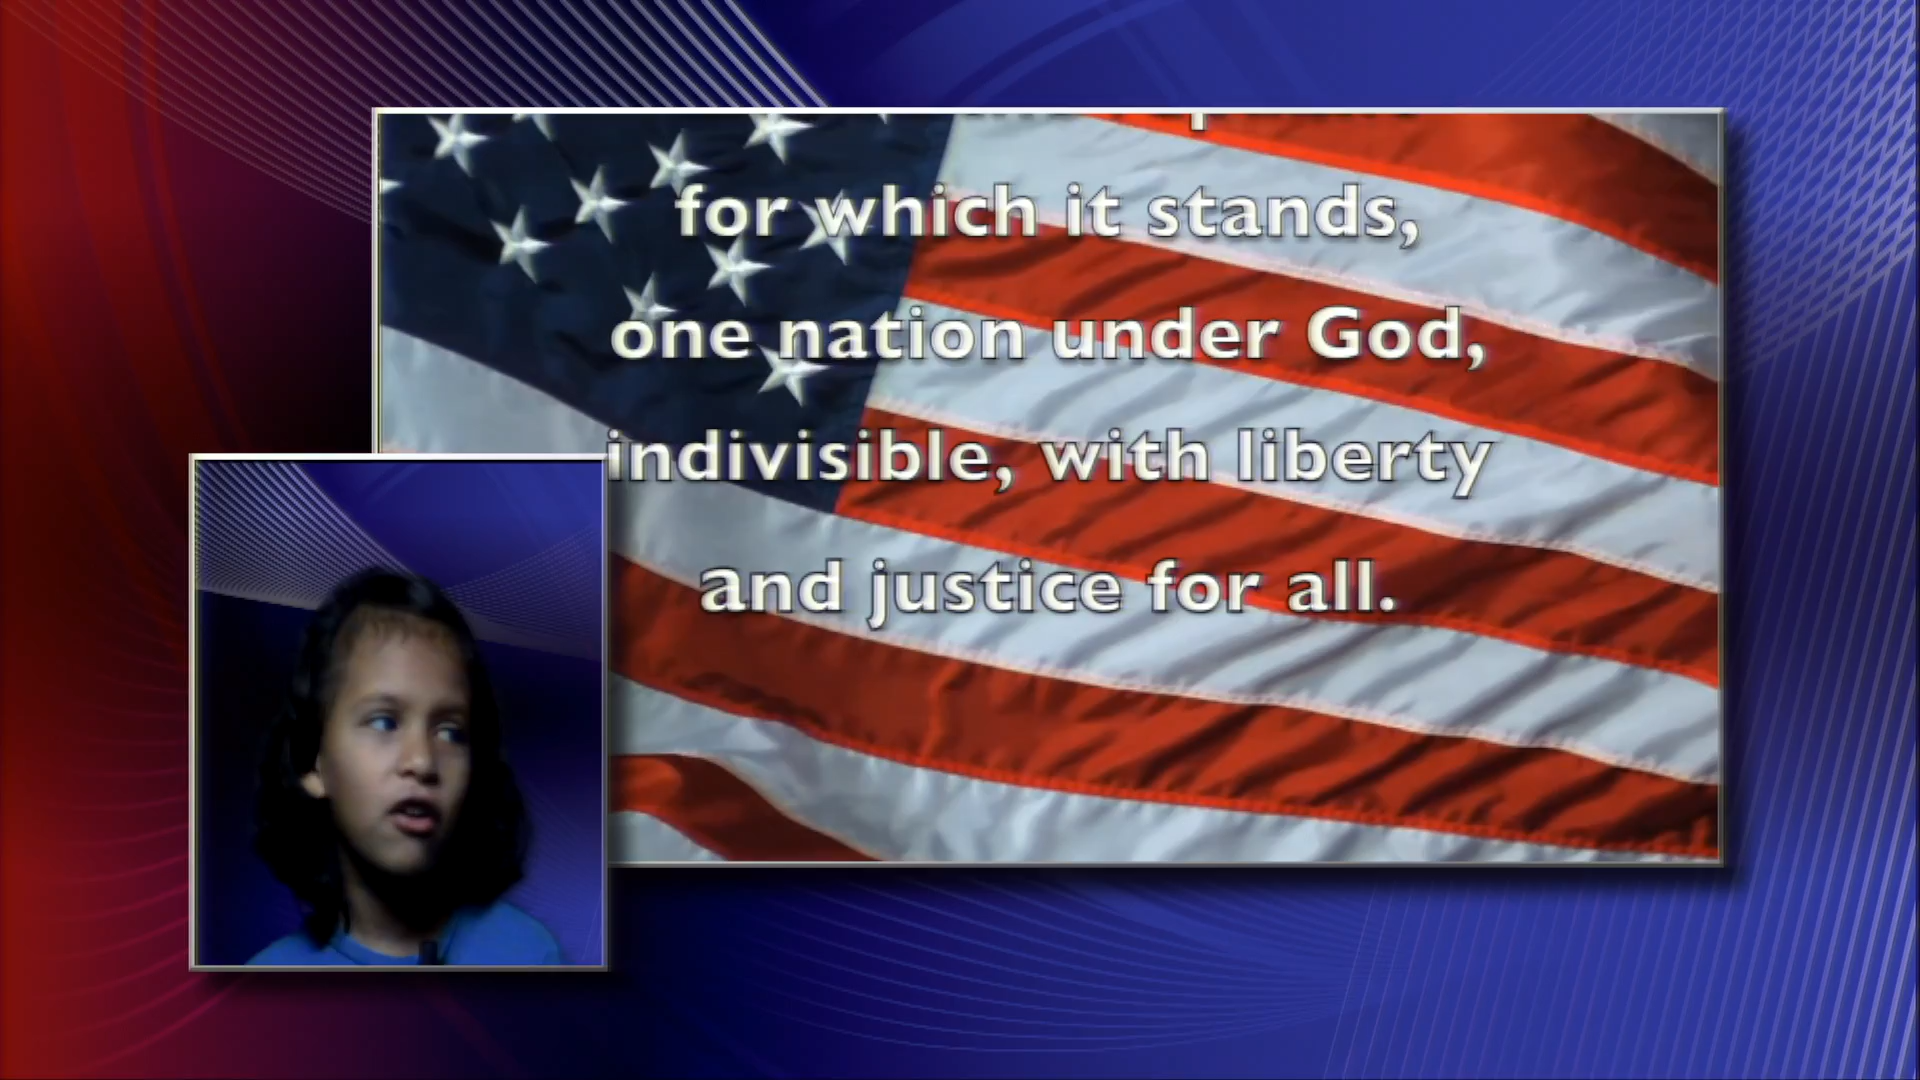 for which it stands,
one nation under God,
indivisible, with liberty
and justice for all.